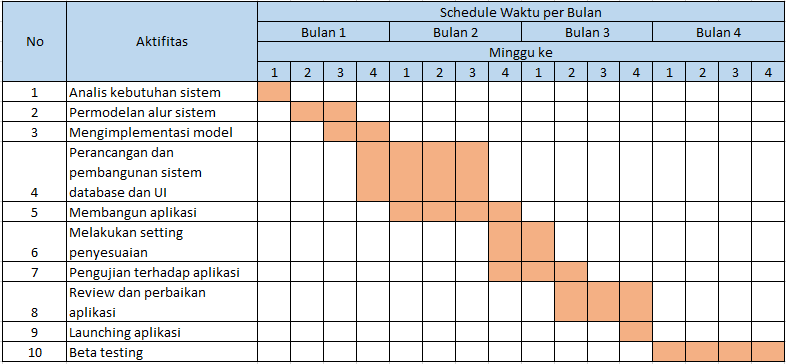 No
Aktifitas
Schedule Waktu per Bulan
Bulan 1 Bulan 2 Bulan 3 Bulan 4
Minggu ke
1 2 3 4 1 2 3 4 1 2 3 4 1 2 3 4
1 Analis kebutuhan sistem
2 Permodelan alur sistem
3 Mengimplementasi model
Perancangan dan
pembangunan sistem
4 database dan UI
5 Membangun aplikasi
Melakukan setting
6 penyesuaian
7 Pengujian terhadap aplikasi
Review dan perbaikan
8 aplikasi
9 Launching aplikasi
10 Beta testing